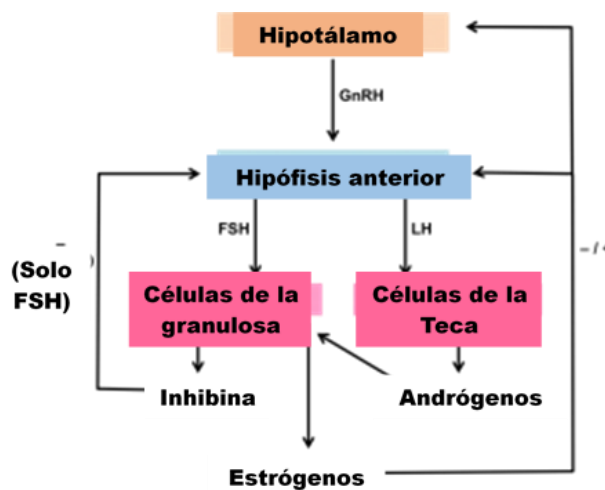 Hipotálamo
GnRH
Hipófisis anterior
FSH
LH
–
(Solo
FSH)
– /
Células de la
granulosa
Células de la
Teca
Inhibina
Andrógenos
Estrógenos